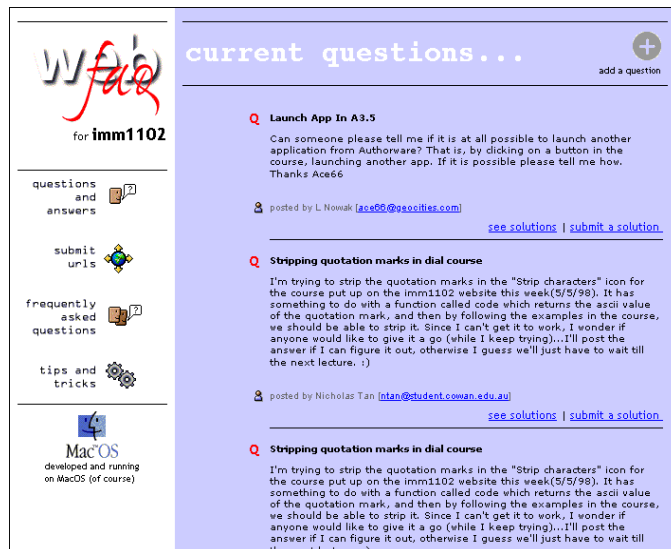 web
faq
for imm1102
questions
and
answers
submit
urls
frequently
asked
questions
tips and
tricks
Mac™OS
developed and running
on MacOS (of course)
current questions...
add a question
Q Launch App In A3.5
Can someone please tell me if it is at all possible to launch another
application from Authorware? That is, by clicking on a button in the
course, launching another app. If it is possible please tell me how.
Thanks Ace66
posted by L Nowak [ace66@geocities.com]
see solutions | submit a solution
Q Stripping quotation marks in dial course
I'm trying to strip the quotation marks in the "Strip characters" icon for
the course put up on the imm1102 website this week(5/5/98). It has
something to do with a function called code which returns the ascii value
of the quotation mark, and then by following the examples in the course,
we should be able to strip it. Since I can't get it to work, I wonder if
anyone would like to give it a go (while I keep trying)...I'll post the
answer if I can figure it out, otherwise I guess we'll just have to wait till
the next lecture. :)
posted by Nicholas Tan [ntan@student.cowan.edu.au]
see solutions | submit a solution
Q Stripping quotation marks in dial course
I'm trying to strip the quotation marks in the "Strip characters" icon for
the course put up on the imm1102 website this week(5/5/98). It has
something to do with a function called code which returns the ascii value
of the quotation mark, and then by following the examples in the course,
we should be able to strip it. Since I can't get it to work, I wonder if
anyone would like to give it a go (while I keep trying)...I'll post the
answer if I can figure it out, otherwise I guess we'll just have to wait till